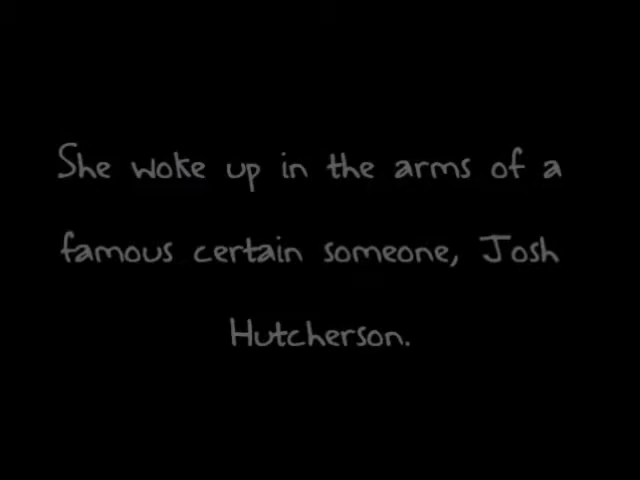 She woke up in the arms of a
famous certain someone, Josh
Hutcherson.